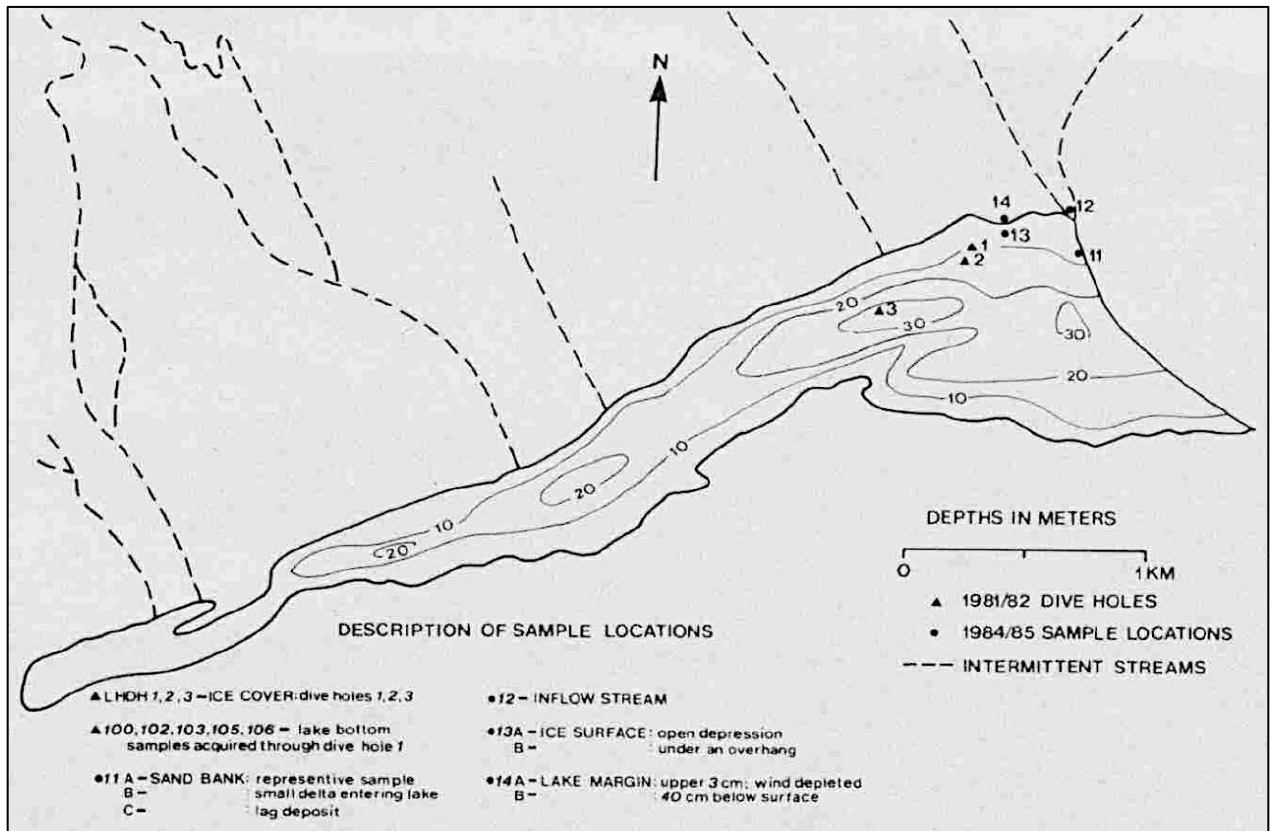 N
14
12
13
1
11
2
20
3
30
30
20
10
10
20
10
20
DEPTHS IN METERS
0 1 KM
▲ 1981/82 DIVE HOLES
● 1984/85 SAMPLE LOCATIONS
INTERMITTENT STREAMS
DESCRIPTION OF SAMPLE LOCATIONS
▲ LHDH 1, 2, 3 – ICE COVER: dive holes 1, 2, 3
▲ 100, 102, 103, 105, 106 – lake bottom
samples acquired through dive hole 1
● 11 A – SAND BANK: representive sample
B – : small delta entering lake
C – : lag deposit
● 12 – INFLOW STREAM
● 13A – ICE SURFACE: open depression
B – : under an overhang
● 14A – LAKE MARGIN: upper 3 cm; wind depleted
B – : 40 cm below surface